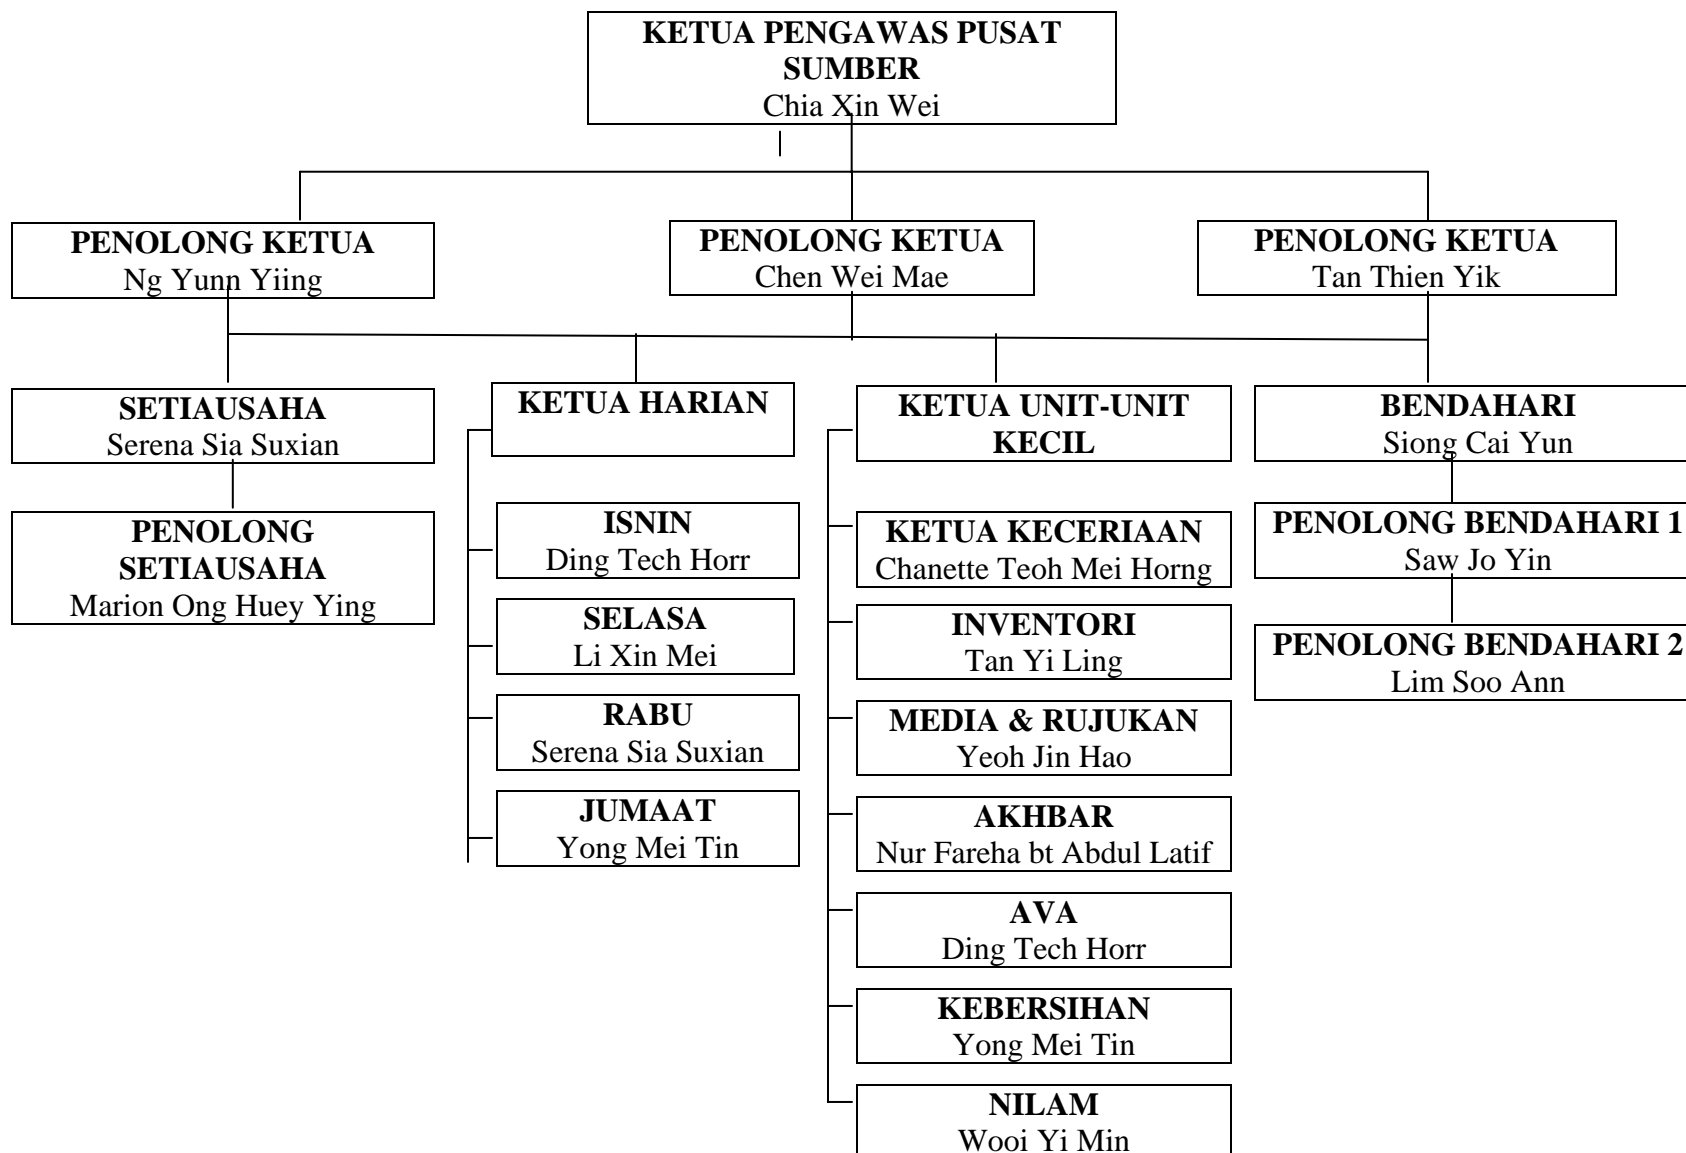 KETUA PENGAWAS PUSAT
SUMBER
Chia Xin Wei
PENOLONG KETUA
Ng Yunn Yiing
PENOLONG KETUA
Chen Wei Mae
PENOLONG KETUA
Tan Thien Yik
SETIAUSAHA
Serena Sia Suxian
PENOLONG
SETIAUSAHA
Marion Ong Huey Ying
KETUA HARIAN
ISNIN
Ding Tech Horr
SELASA
Li Xin Mei
RABU
Serena Sia Suxian
JUMAAT
Yong Mei Tin
KETUA UNIT-UNIT
KECIL
KETUA KECERIAAN
Chanette Teoh Mei Horng
INVENTORI
Tan Yi Ling
MEDIA & RUJUKAN
Yeoh Jin Hao
AKHBAR
Nur Fareha bt Abdul Latif
AVA
Ding Tech Horr
KEBERSIHAN
Yong Mei Tin
NILAM
Wooi Yi Min
BENDAHARI
Siong Cai Yun
PENOLONG BENDAHARI 1
Saw Jo Yin
PENOLONG BENDAHARI 2
Lim Soo Ann